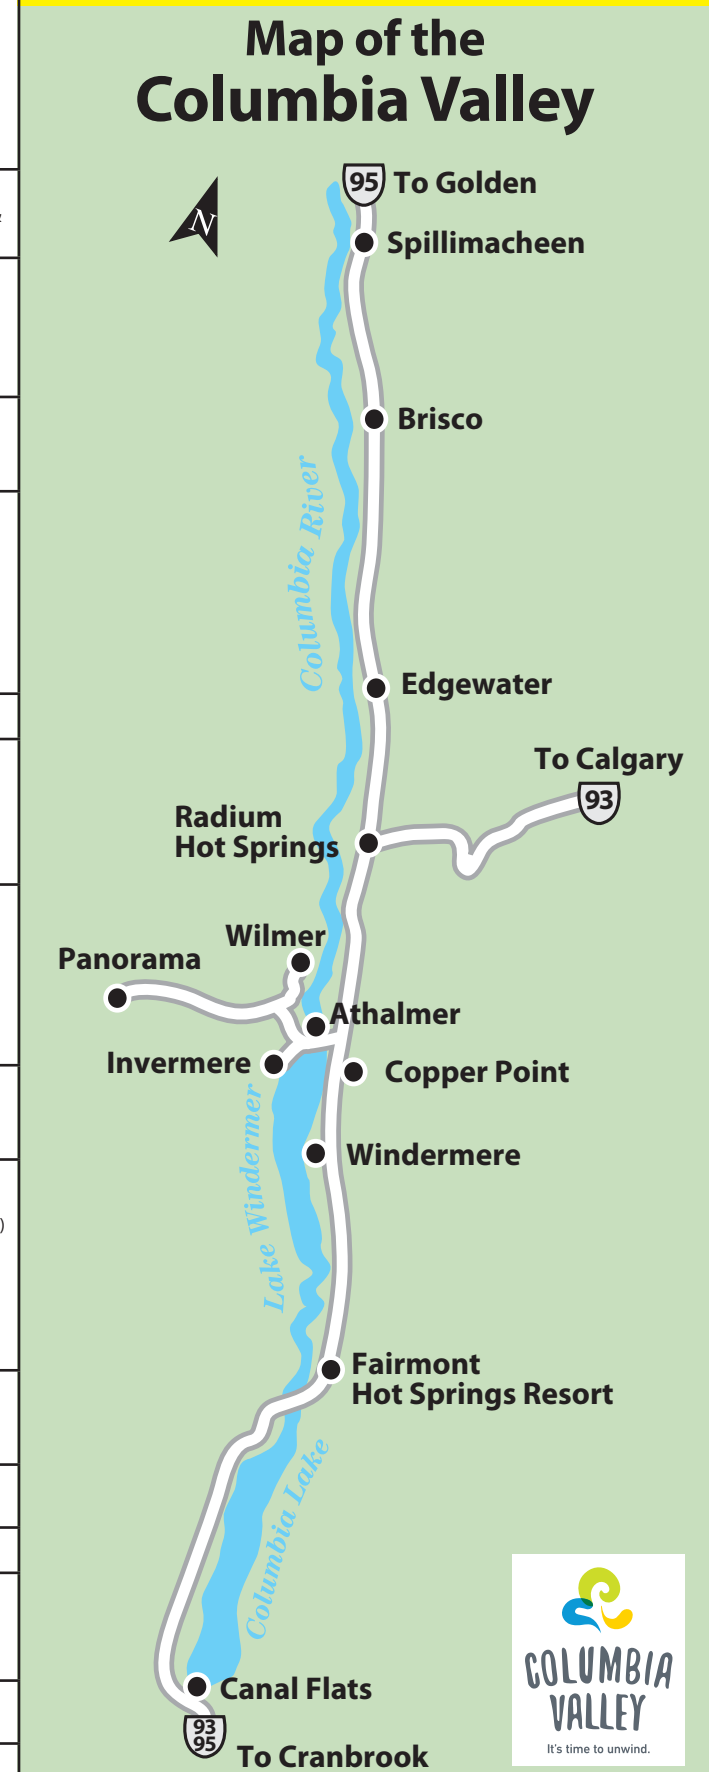 Map of the
Columbia Valley
95 To Golden
N
Spillimacheen
Brisco
Columbia River
Edgewater
To Calgary
93
Radium
Hot Springs
Wilmer
Panorama
Athalmer
Invermere
Copper Point
Lake Windermer
Windermere
)
Fairmont
Hot Springs Resort
Columbia Lake
Canal Flats
93
95
To Cranbrook
COLUMBIA
VALLEY
It's time to unwind.